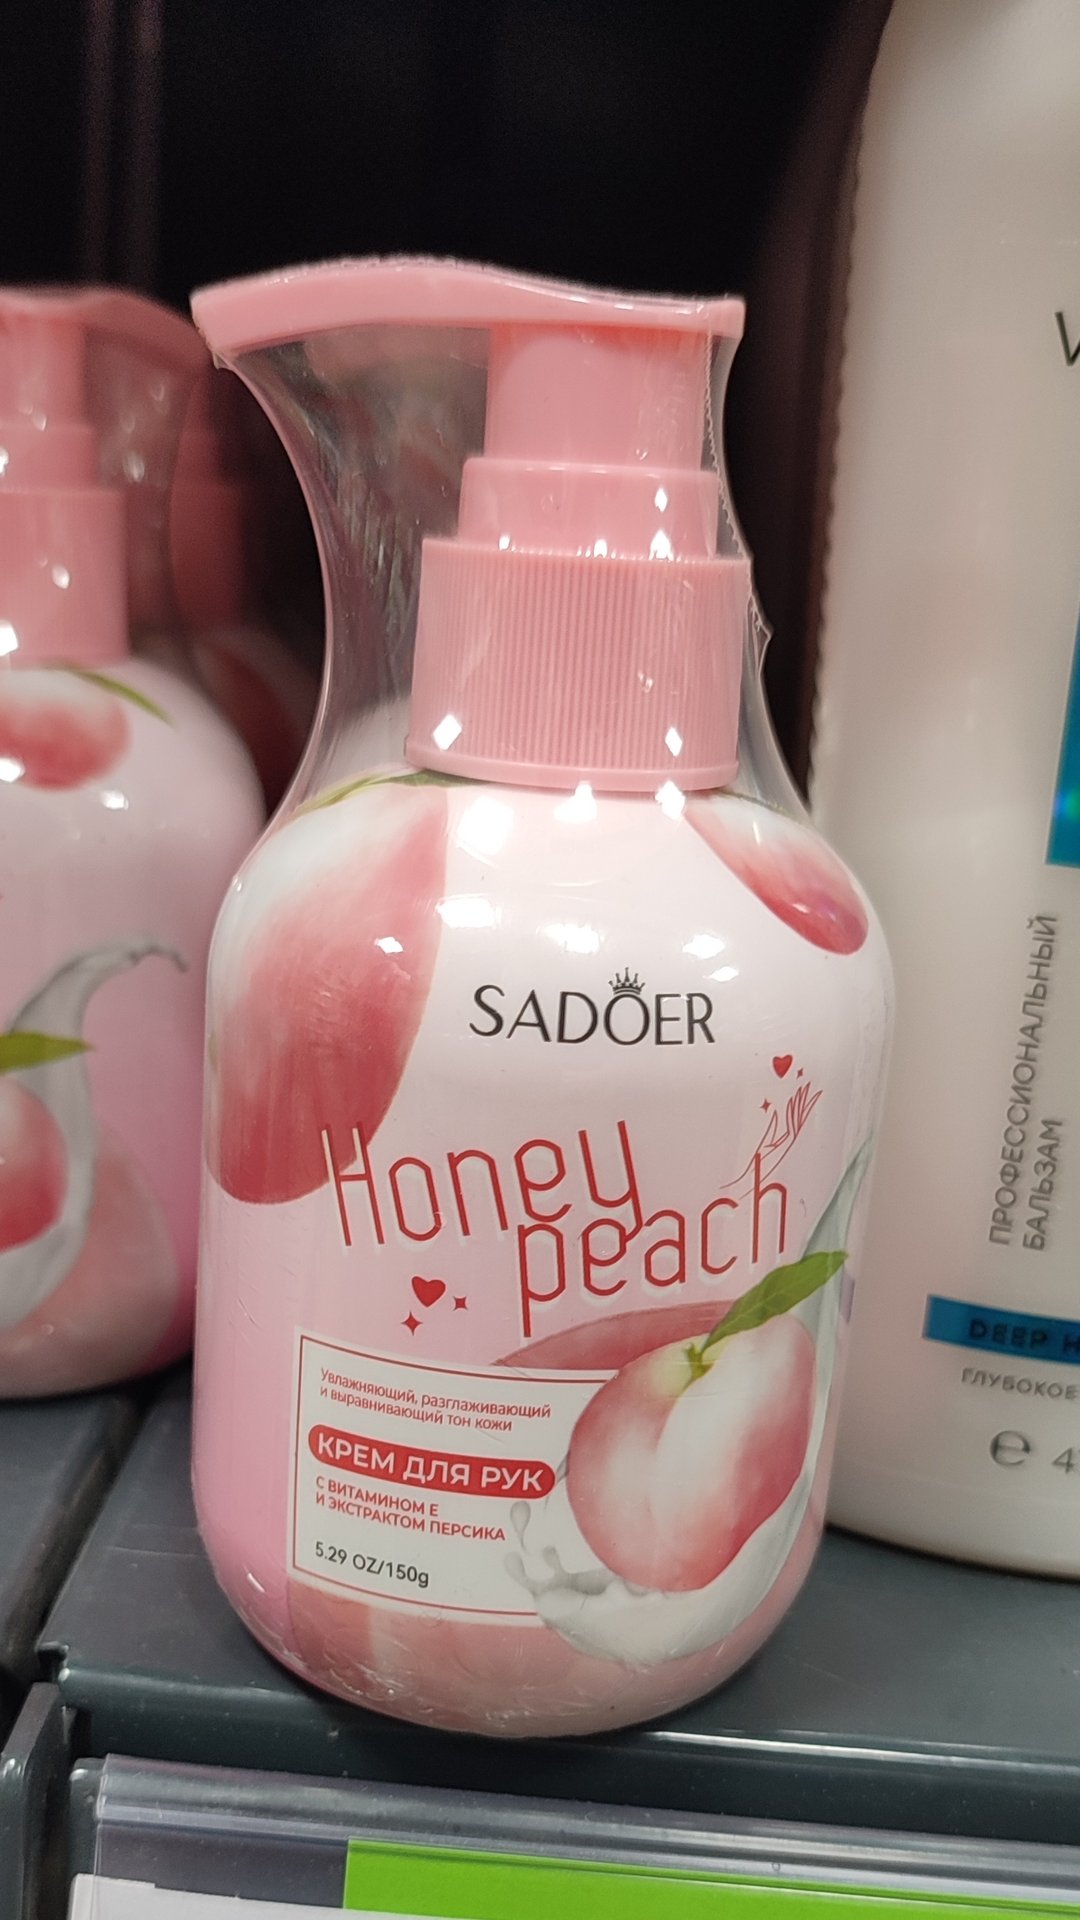 SADOER
Honey
peach
Увлажняющий, разглаживающий
и выравнивающий тон кожи
КРЕМ ДЛЯ РУК
С ВИТАМИНОМ Е
И ЭКСТРАКТОМ ПЕРСИКА
5.29 OZ/150g
ПРОФЕССИОНАЛЬНЫЙ
БАЛЬЗАМ
DEEP
ГЛУБОКОЕ
℮ 4